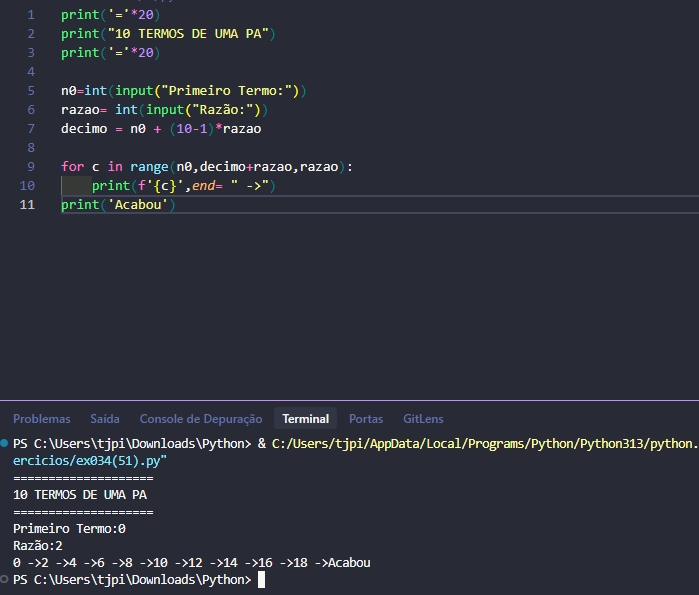 1 print('='*20)
2 print("10 TERMOS DE UMA PA")
3 print('='*20)
4
5 n0=int(input("Primeiro Termo:"))
6 razao= int(input("Razão:"))
7 decimo = n0 + (10-1)*razao
8
9 for c in range(n0,decimo+razao,razao):
10 print(f'{c}',end= " ->")
11 print('Acabou')
Problemas Saída Console de Depuração Terminal Portas GitLens
PS C:\Users\tjpi\Downloads\Python> & C:/Users/tjpi/AppData/Local/Programs/Python/Python313/python.
ercicios/ex034(51).py"
====================
10 TERMOS DE UMA PA
====================
Primeiro Termo:0
Razão:2
0 ->2 ->4 ->6 ->8 ->10 ->12 ->14 ->16 ->18 ->Acabou
PS C:\Users\tjpi\Downloads\Python>